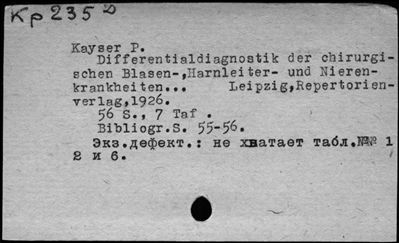 Кр 235
Kayser P.
Differentialdiagnostik der chirurgi-
schen Blasen-,Harnleiter- und Nieren-
krankheiten... Leipzig,Repertorien-
verlag,1926.
56 S., 7 Taf .
Bibliogr.S. 55-56.
Экз.дефект.: не хватает табл.№№ 1
2 и 6.